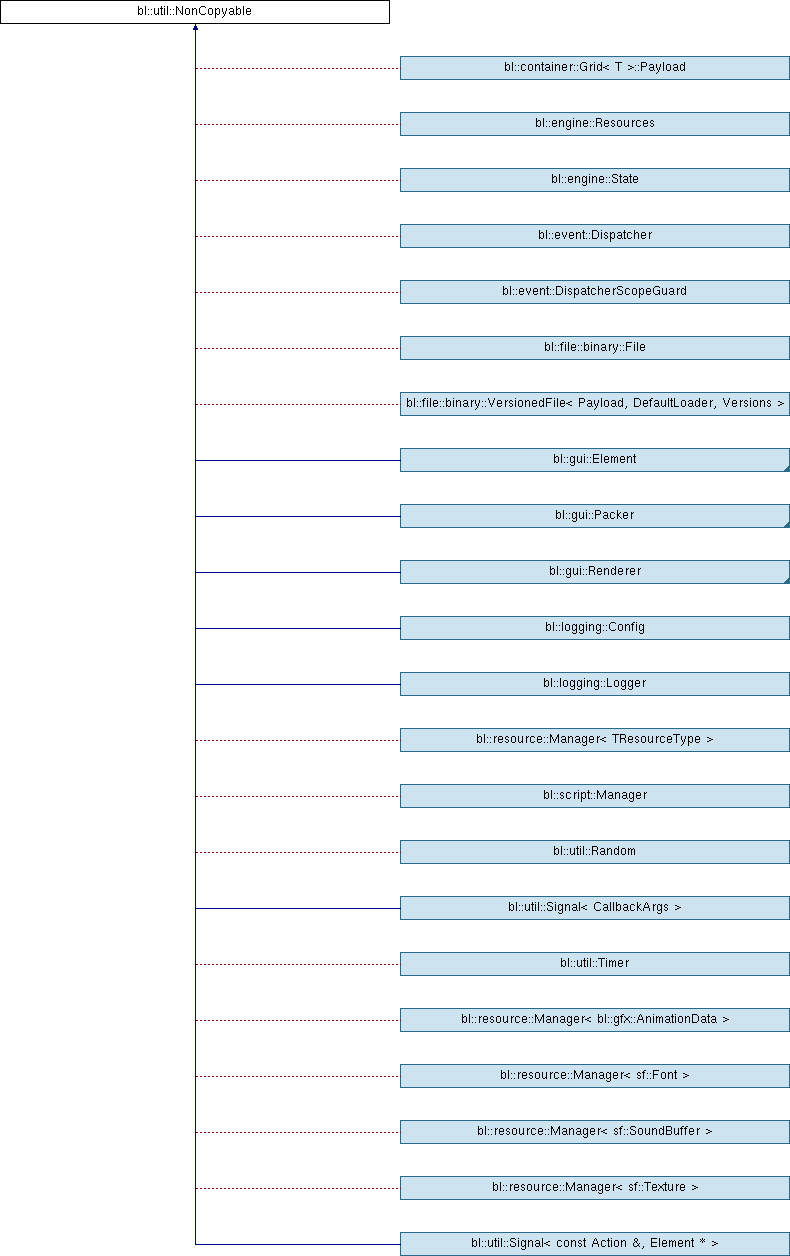 bl::util::NonCopyable
bl::container::Grid< T >::Payload
bl::engine::Resources
bl::engine::State
bl::event::Dispatcher
bl::event::DispatcherScopeGuard
bl::file::binary::File
bl::file::binary::VersionedFile< Payload, DefaultLoader, Versions >
bl::gui::Element
bl::gui::Packer
bl::gui::Renderer
bl::logging::Config
bl::logging::Logger
bl::resource::Manager< TResourceType >
bl::script::Manager
bl::util::Random
bl::util::Signal< CallbackArgs >
bl::util::Timer
bl::resource::Manager< bl::gfx::AnimationData >
bl::resource::Manager< sf::Font >
bl::resource::Manager< sf::SoundBuffer >
bl::resource::Manager< sf::Texture >
bl::util::Signal< const Action &, Element * >